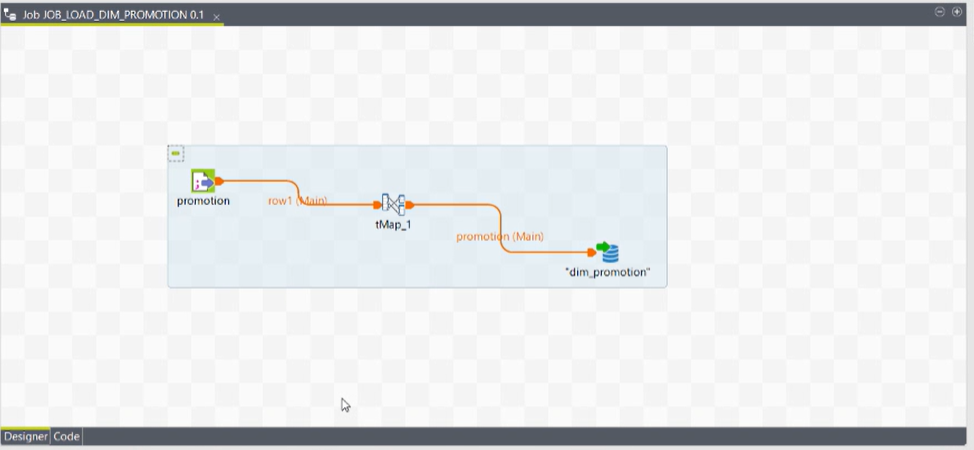 Job JOB_LOAD_DIM_PROMOTION 0.1
promotion
row1 (Main)
tMap_1
promotion (Main)
"dim_promotion"
Designer Code